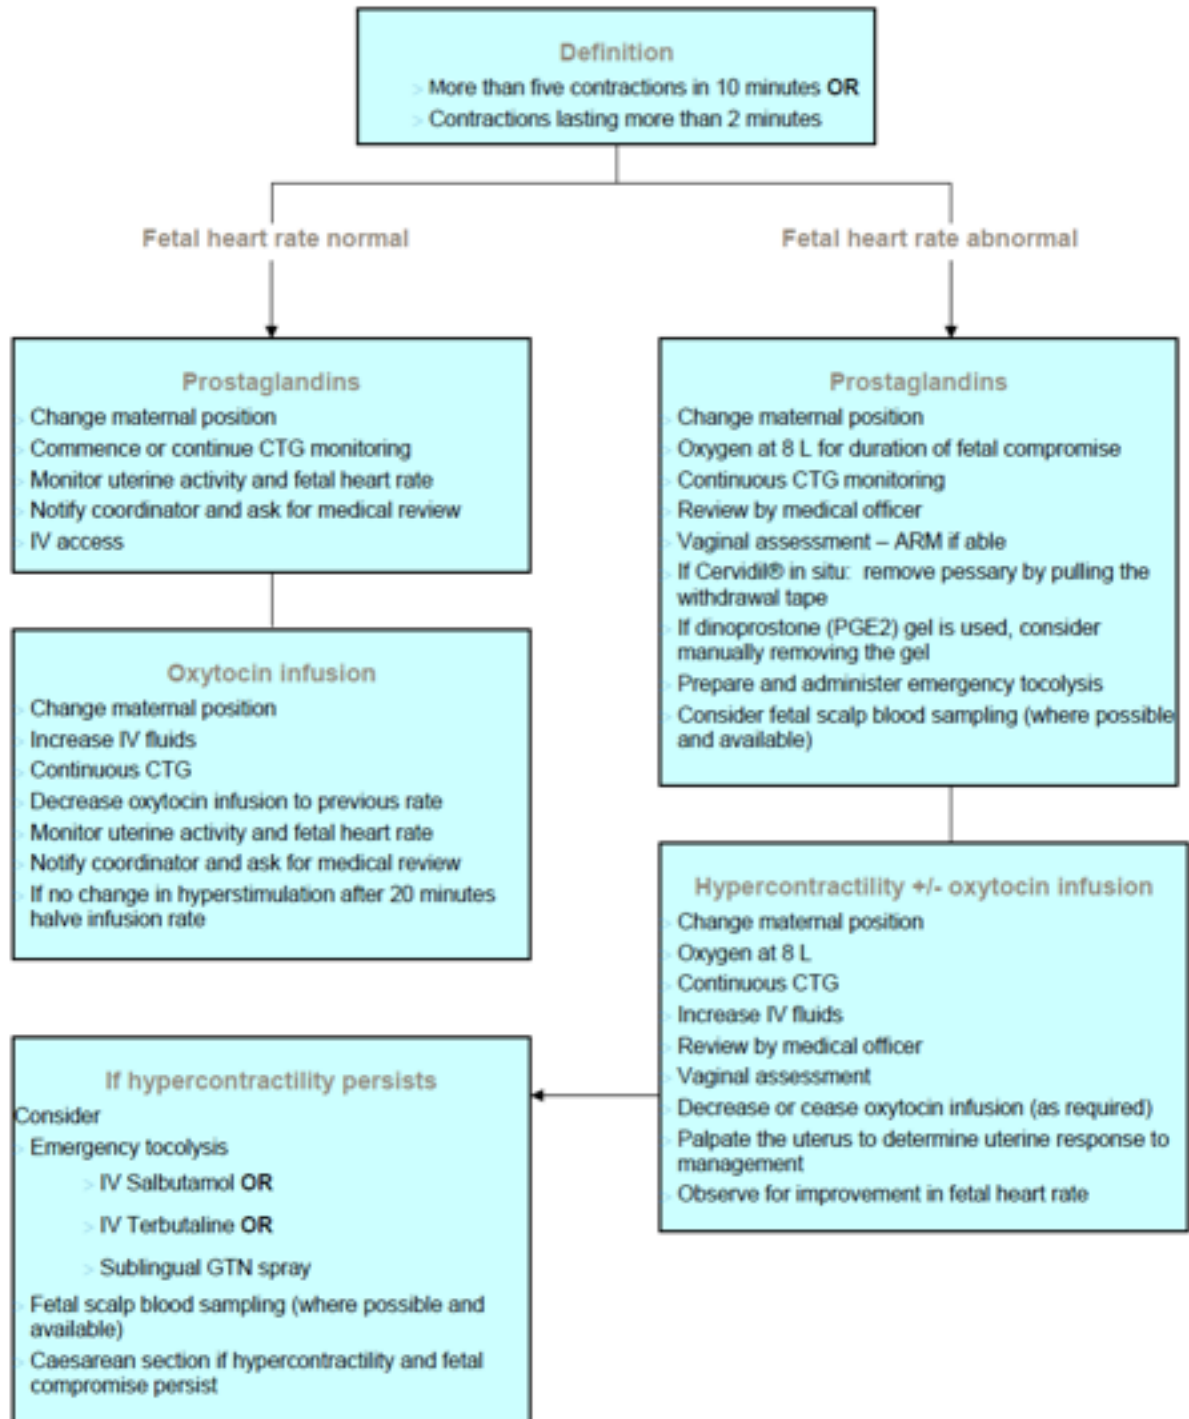 Definition
> More than five contractions in 10 minutes OR
> Contractions lasting more than 2 minutes
Fetal heart rate normal
Fetal heart rate abnormal
Prostaglandins
> Change maternal position
> Commence or continue CTG monitoring
> Monitor uterine activity and fetal heart rate
> Notify coordinator and ask for medical review
> IV access
Oxytocin infusion
> Change maternal position
> Increase IV fluids
> Continuous CTG
> Decrease oxytocin infusion to previous rate
> Monitor uterine activity and fetal heart rate
> Notify coordinator and ask for medical review
> If no change in hyperstimulation after 20 minutes
halve infusion rate
Prostaglandins
> Change maternal position
> Oxygen at 8 L for duration of fetal compromise
> Continuous CTG monitoring
> Review by medical officer
> Vaginal assessment – ARM if able
> If Cervidil® in situ: remove pessary by pulling the
withdrawal tape
> If dinoprostone (PGE2) gel is used, consider
manually removing the gel
> Prepare and administer emergency tocolysis
> Consider fetal scalp blood sampling (where possible
and available)
Hypercontractility +/- oxytocin infusion
> Change maternal position
> Oxygen at 8 L
> Continuous CTG
> Increase IV fluids
> Review by medical officer
> Vaginal assessment
> Decrease or cease oxytocin infusion (as required)
> Palpate the uterus to determine uterine response to
management
> Observe for improvement in fetal heart rate
If hypercontractility persists
Consider
> Emergency tocolysis
> IV Salbutamol OR
> IV Terbutaline OR
> Sublingual GTN spray
> Fetal scalp blood sampling (where possible and
available)
> Caesarean section if hypercontractility and fetal
compromise persist